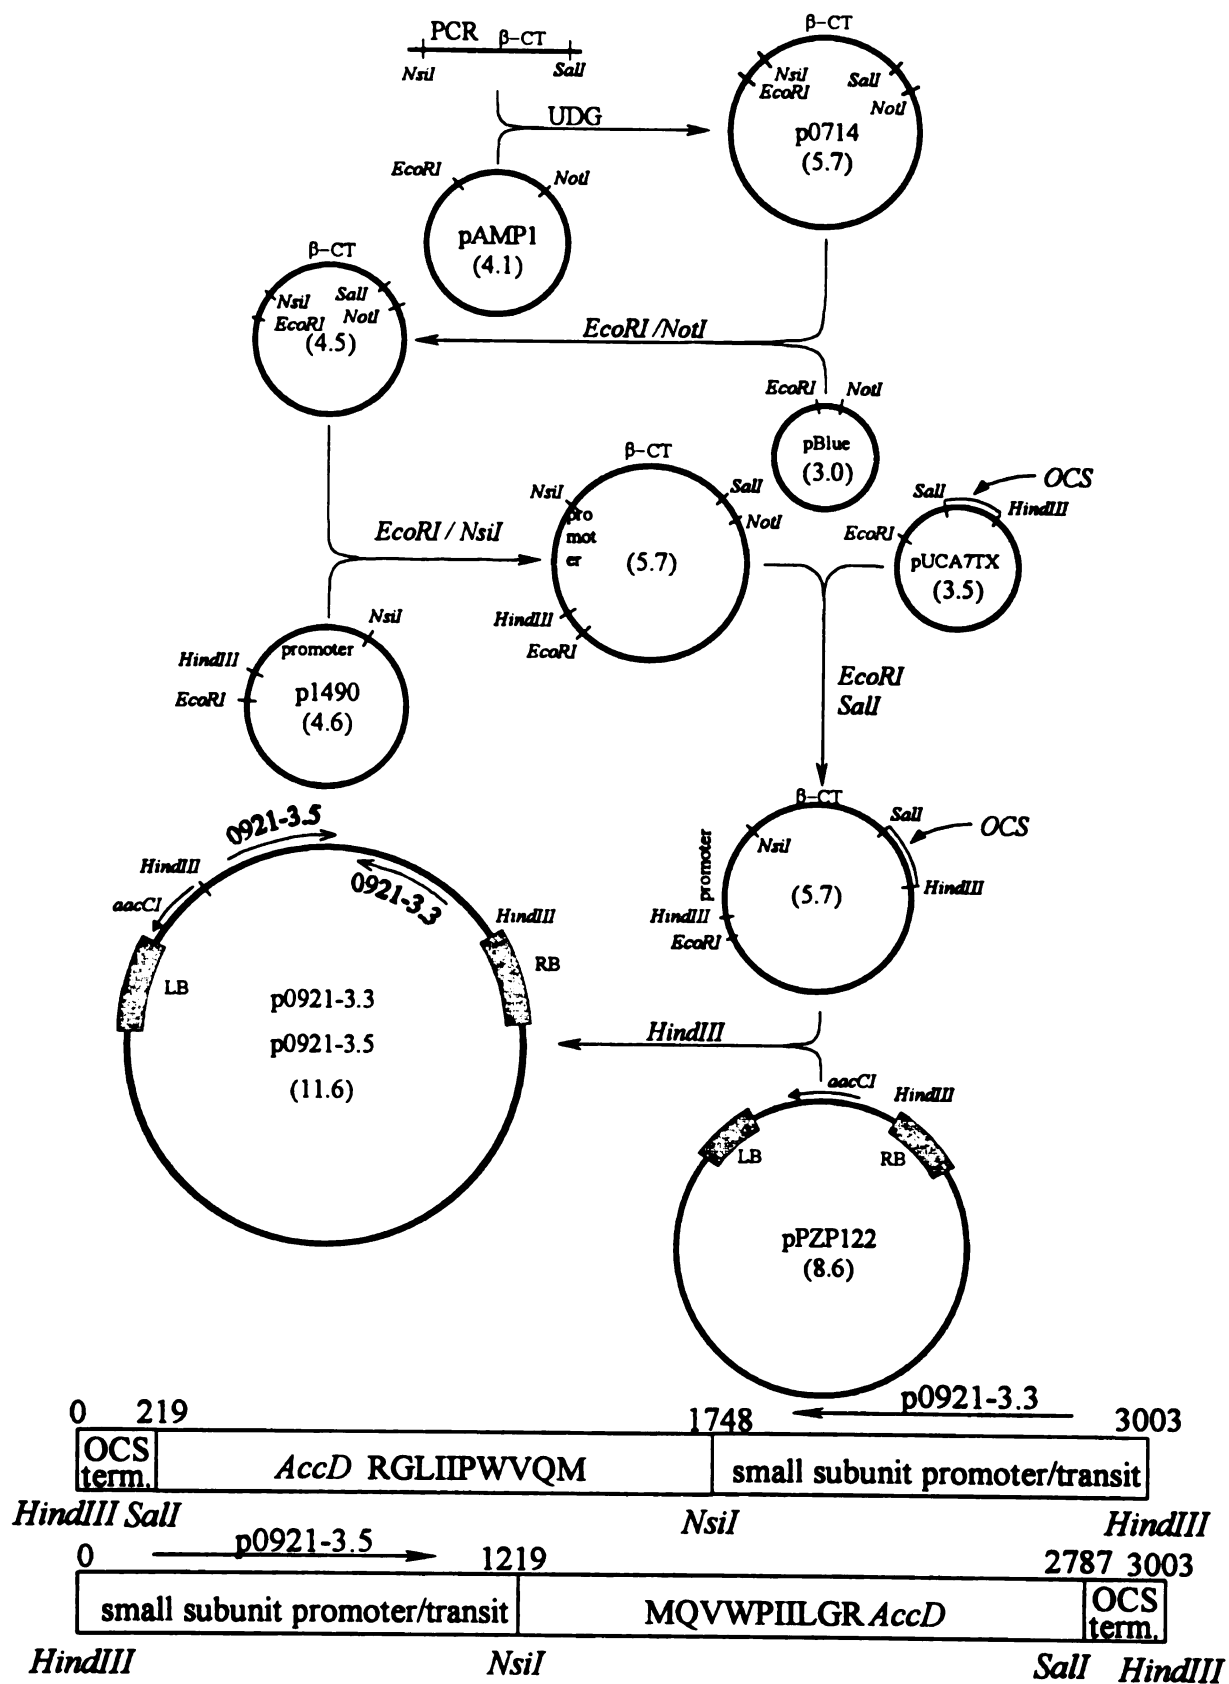 β-CT
PCR β-CT
NsiI SalI
NsiI SalI
EcoRI NotI
p0714
(5.7)
UDG
EcoRI NotI
pAMP1
(4.1)
β-CT
NsiI SalI
EcoRI NotI
(4.5)
EcoRI/NotI
EcoRI NotI
pBlue
(3.0)
β-CT
NsiI SalI
NotI
pro
mot
er
(5.7)
HindIII
EcoRI
OCS
SalI HindIII
EcoRI
pUCA7TX
(3.5)
EcoRI/NsiI
NsiI
promoter
HindIII
EcoRI
p1490
(4.6)
EcoRI
SalI
β-CT
SalI
OCS
NsiI
promoter
(5.7)
HindIII
HindIII
EcoRI
0921-3.5
HindIII
0921-3.3
aacCI
HindIII
LB RB
p0921-3.3
p0921-3.5
(11.6)
HindIII
aacCI HindIII
LB RB
pPZP122
(8.6)
p0921-3.3
0 219 1748 3003
OCS
term. AccD RGLIIPWVQM small subunit promoter/transit
HindIII SalI NsiI HindIII
p0921-3.5
0 1219 2787 3003
small subunit promoter/transit MQVWPIILGR AccD OCS
term.
HindIII NsiI SalI HindIII